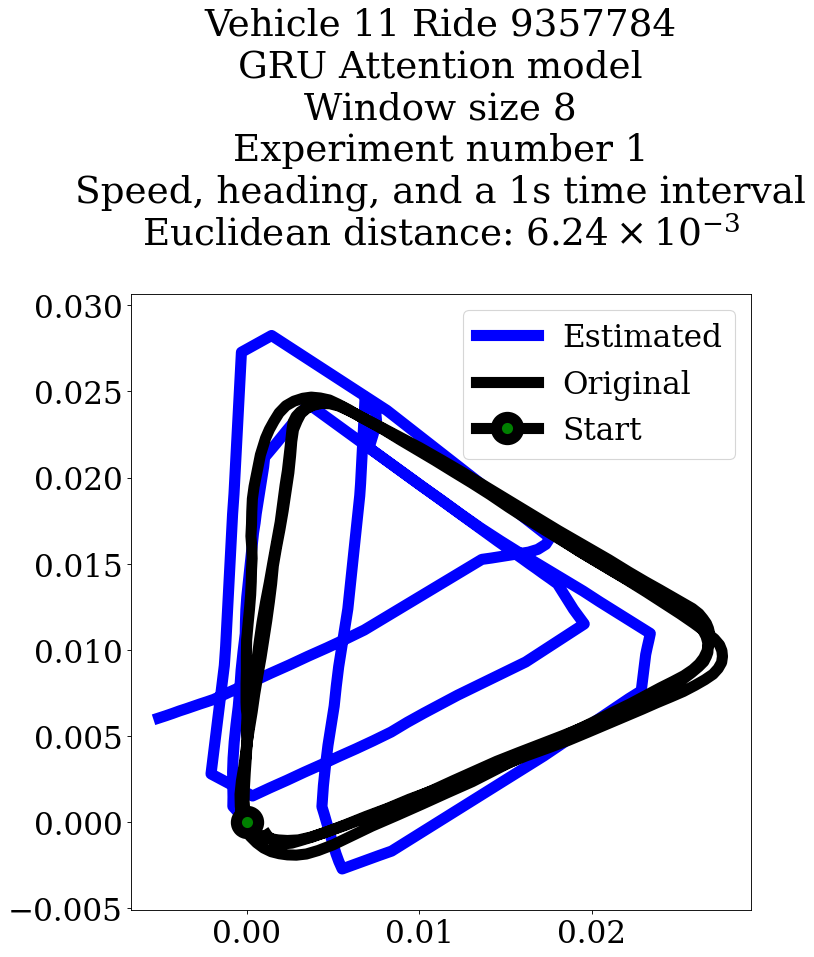 Vehicle 11 Ride 9357784
GRU Attention model
Window size 8
Experiment number 1
Speed, heading, and a 1s time interval
Euclidean distance: 6.24 × 10⁻³
0.030
0.025
0.020
0.015
0.010
0.005
0.000
−0.005
Estimated
Original
Start
0.00
0.01
0.02